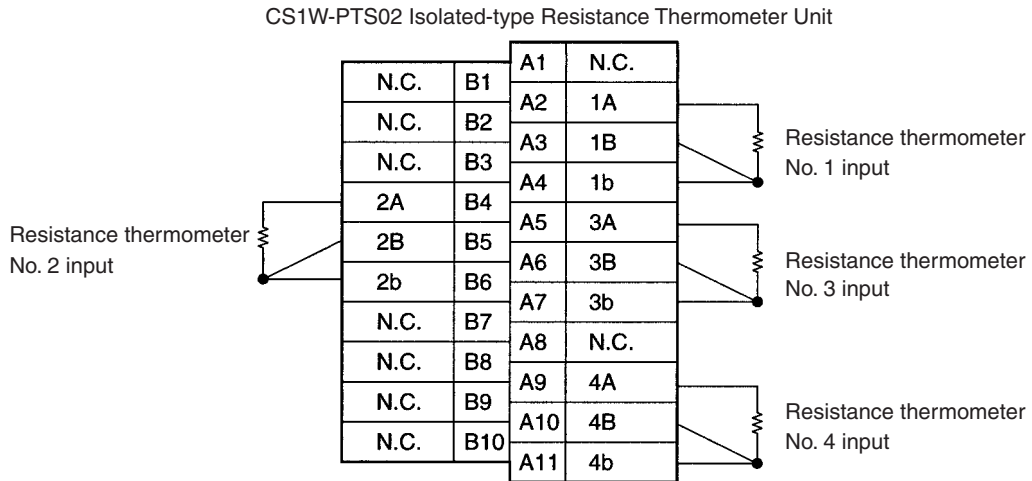 CS1W-PTS02 Isolated-type Resistance Thermometer Unit
A1 N.C.
N.C. B1
A2 1A
N.C. B2
A3 1B
Resistance thermometer
No. 1 input
N.C. B3
A4 1b
2A B4
A5 3A
Resistance thermometer
No. 2 input
2B B5
A6 3B
Resistance thermometer
No. 3 input
2b B6
A7 3b
N.C. B7
A8 N.C.
N.C. B8
A9 4A
N.C. B9
A10 4B
Resistance thermometer
No. 4 input
N.C. B10
A11 4b